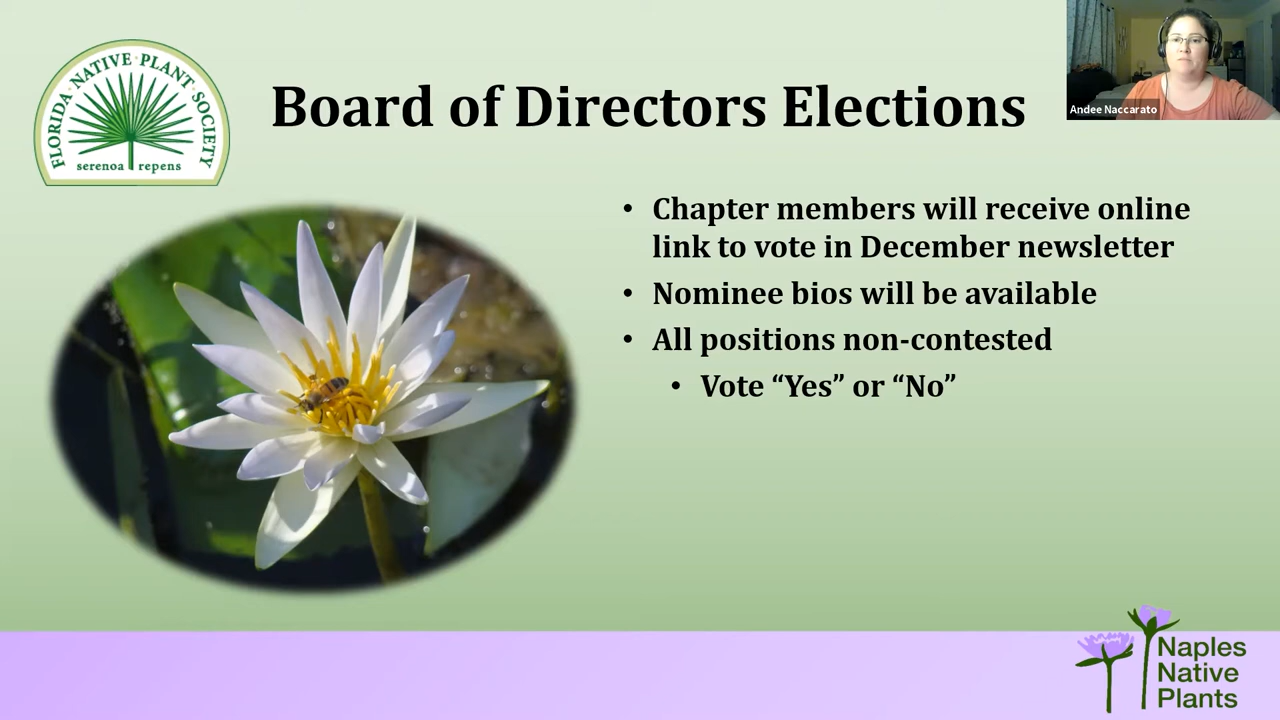 FLORIDA · NATIVE · PLANT · SOCIETY
serenoa repens
Board of Directors Elections
Andee Naccarato
• Chapter members will receive online
link to vote in December newsletter
• Nominee bios will be available
• All positions non-contested
• Vote “Yes” or “No”
Naples
Native
Plants